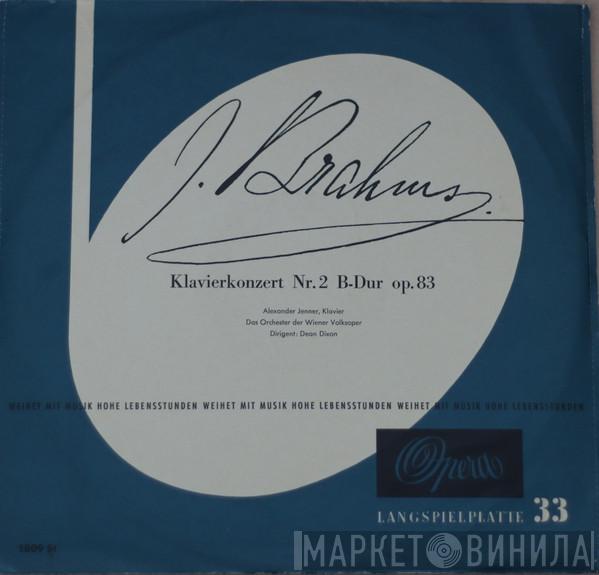 J. Brahms.
Klavierkonzert Nr. 2 B-Dur op. 83
Alexander Jenner, Klavier
Das Orchester der Wiener Volksoper
Dirigent: Dean Dixon
WEIHET MIT MUSIK HOHE LEBENSSTUNDEN WEIHET MIT MUSIK HOHE LEBENSSTUNDEN WEIHET MIT MUSIK HOHE LEBENSSTUNDEN
Opera
LANGSPIELPLATTE 33
1809 St
МАРКЕТ ВИНИЛА